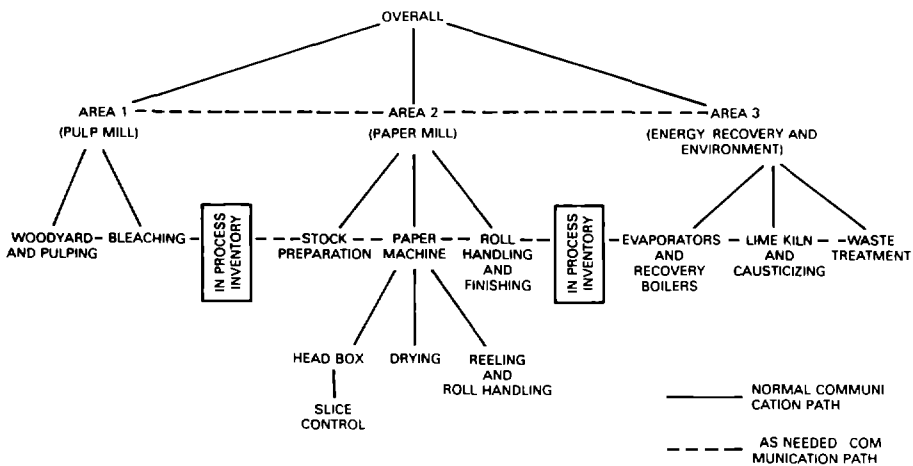 OVERALL
AREA 1
(PULP MILL)
AREA 2
(PAPER MILL)
AREA 3
(ENERGY RECOVERY AND
ENVIRONMENT)
WOODYARD
AND PULPING
BLEACHING
IN PROCESS
INVENTORY
STOCK
PREPARATION
PAPER
MACHINE
ROLL
HANDLING
AND
FINISHING
IN PROCESS
INVENTORY
EVAPORATORS
AND
RECOVERY
BOILERS
LIME KILN
AND
CAUSTICIZING
WASTE
TREATMENT
HEAD BOX
DRYING
REELING
AND
ROLL HANDLING
SLICE
CONTROL
NORMAL COMMUNI
CATION PATH
AS NEEDED COM
MUNICATION PATH